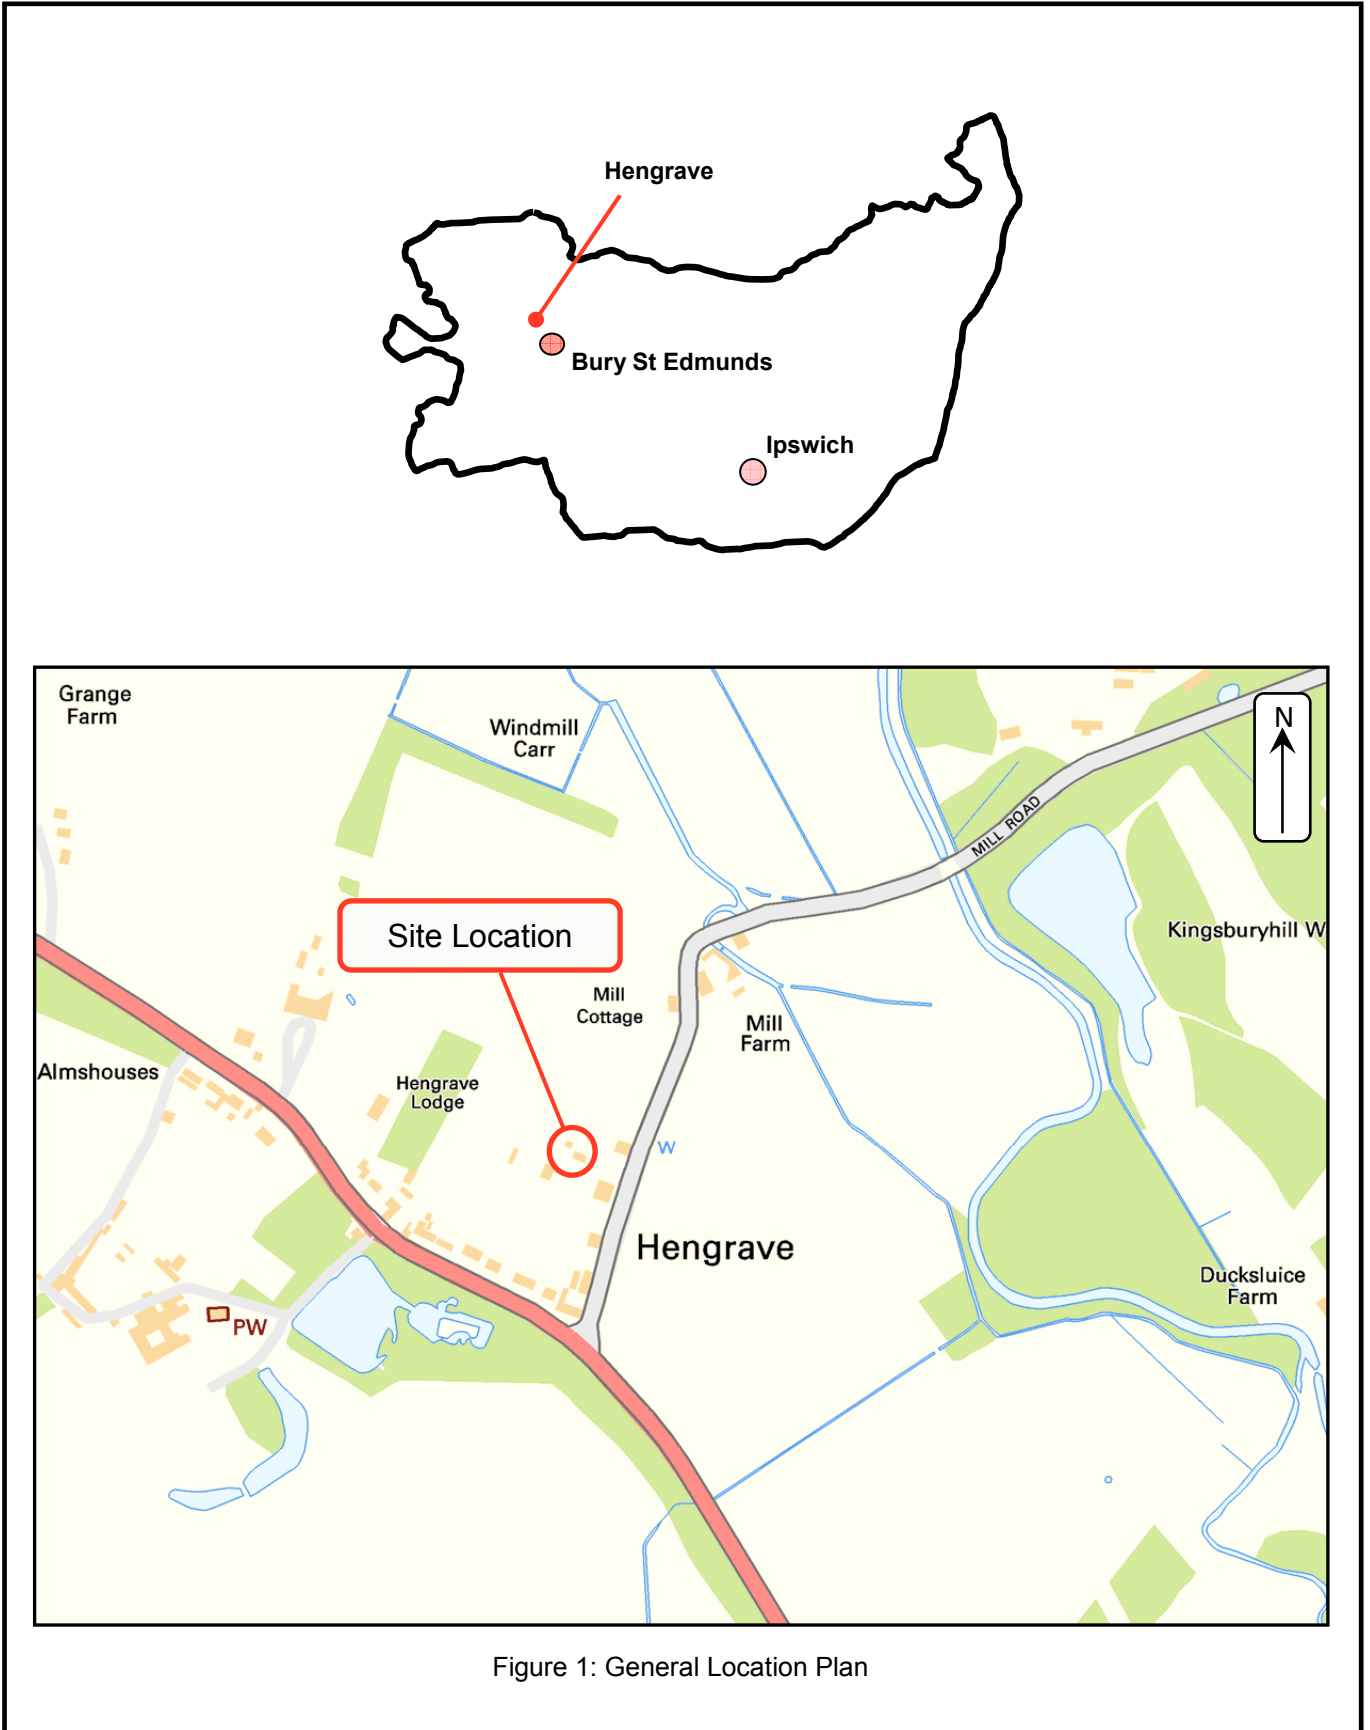 Hengrave
Bury St Edmunds
Ipswich
Grange
Farm
Windmill
Carr
N
MILL ROAD
Site Location
Kingsburyhill W
Mill
Cottage
Mill
Farm
Almshouses
Hengrave
Lodge
W
Hengrave
Ducksluice
Farm
PW
Figure 1: General Location Plan